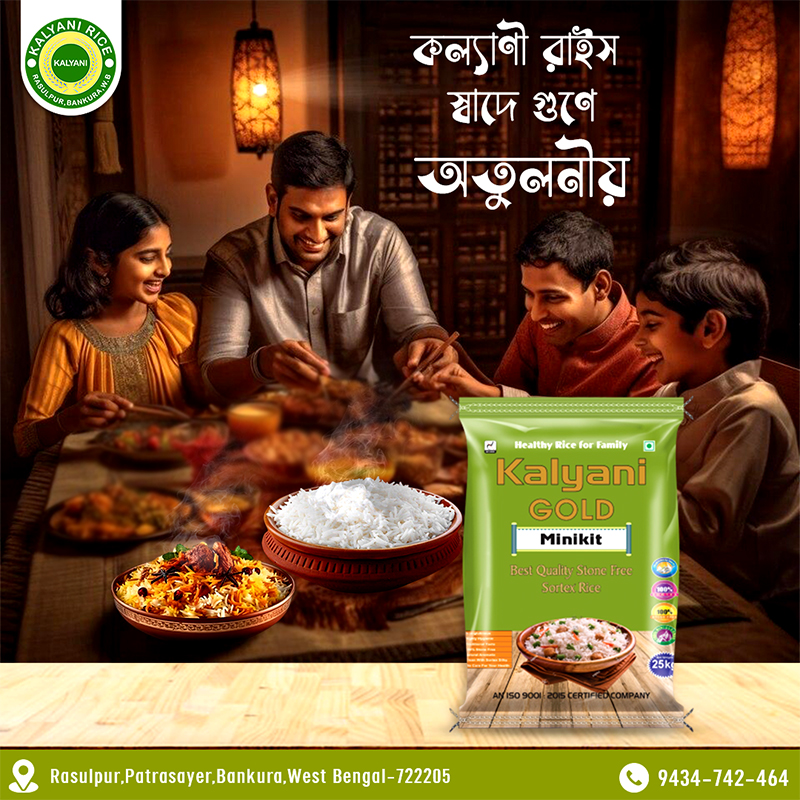 KALYANI RICE
KALYANI
RASULPUR,BANKURA,W.B
কল্যাণী রাইস
স্বাদে গুণে
অতুলনীয়
Healthy Rice for Family
Kalyani
GOLD
Minikit
Best Quality Stone Free
Sortex Rice
100%
100%
25kg
AN ISO 9001 - 2015 CERTIFIED COMPANY
Rasulpur,Patrasayer,Bankura,West Bengal-722205
9434-742-464